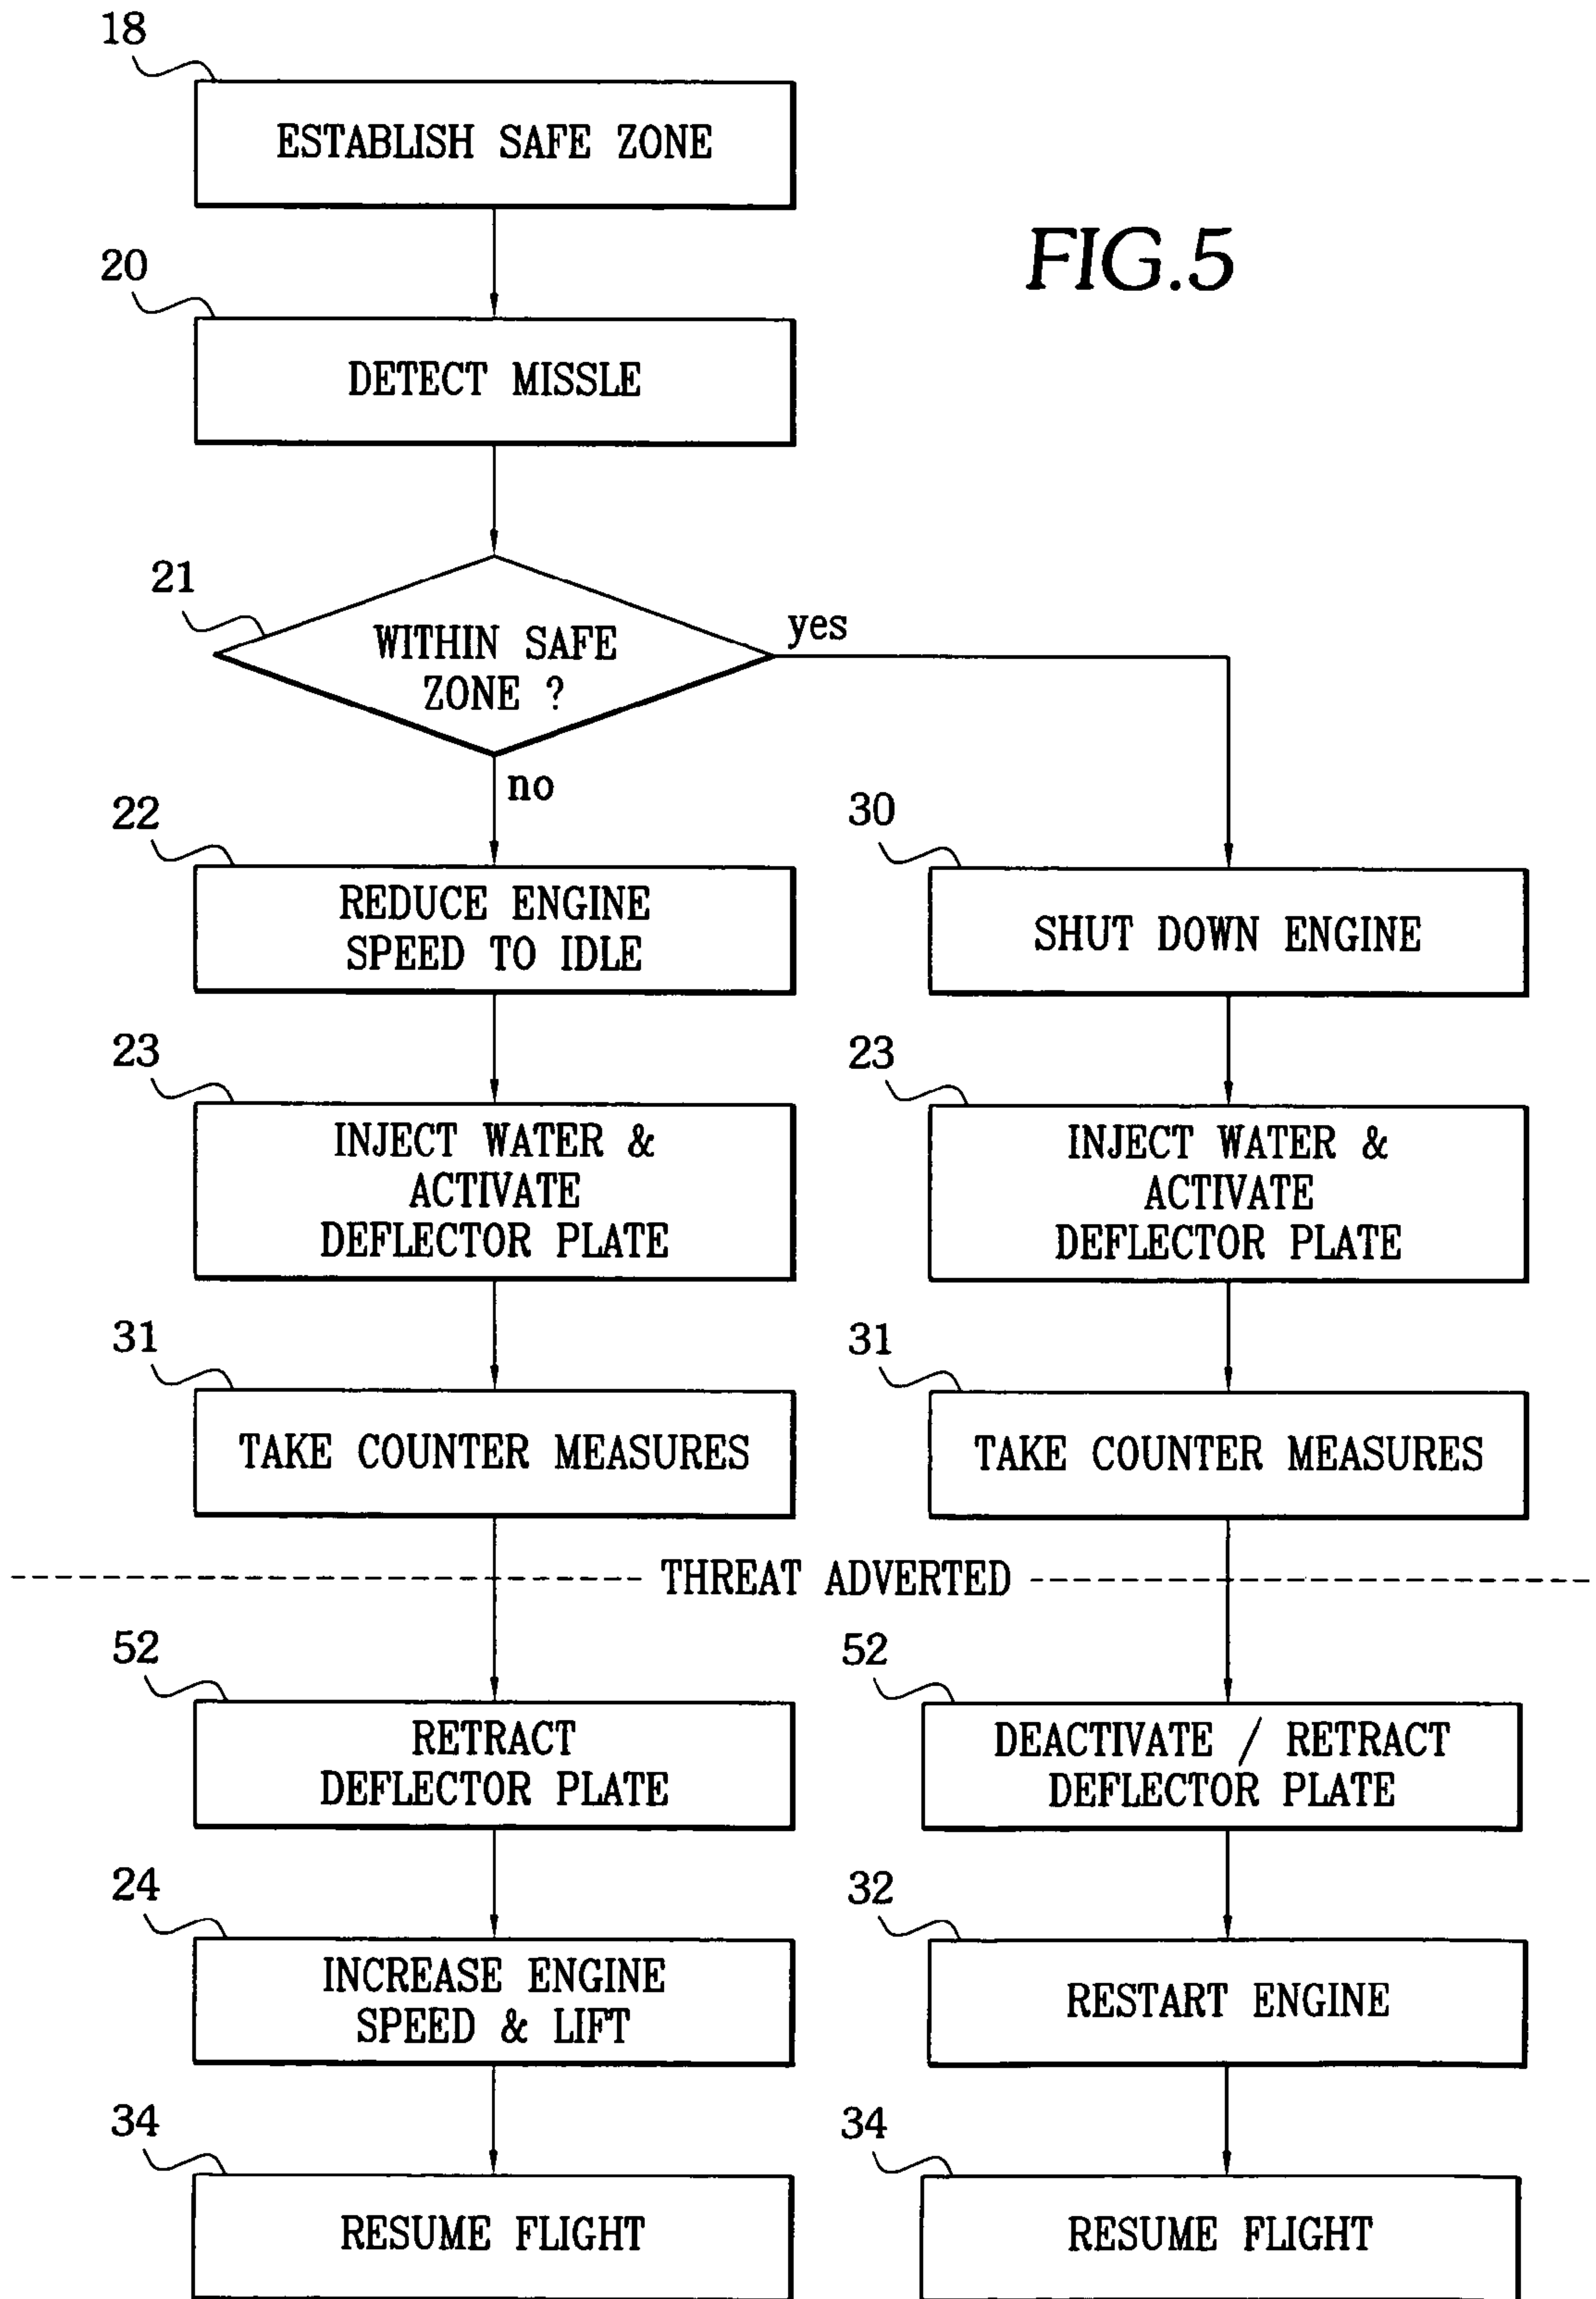 18
ESTABLISH SAFE ZONE
FIG.5
20
DETECT MISSLE
21
WITHIN SAFE
ZONE ?
yes
no
22
REDUCE ENGINE
SPEED TO IDLE
30
SHUT DOWN ENGINE
23
INJECT WATER &
ACTIVATE
DEFLECTOR PLATE
23
INJECT WATER &
ACTIVATE
DEFLECTOR PLATE
31
TAKE COUNTER MEASURES
31
TAKE COUNTER MEASURES
THREAT ADVERTED
52
RETRACT
DEFLECTOR PLATE
52
DEACTIVATE / RETRACT
DEFLECTOR PLATE
24
INCREASE ENGINE
SPEED & LIFT
32
RESTART ENGINE
34
RESUME FLIGHT
34
RESUME FLIGHT